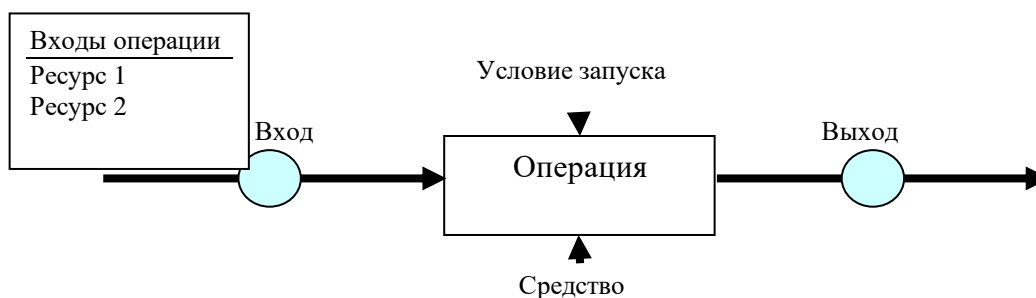 Входы операции
Ресурс 1
Ресурс 2
Условие запуска
Вход
Выход
Операция
Средство